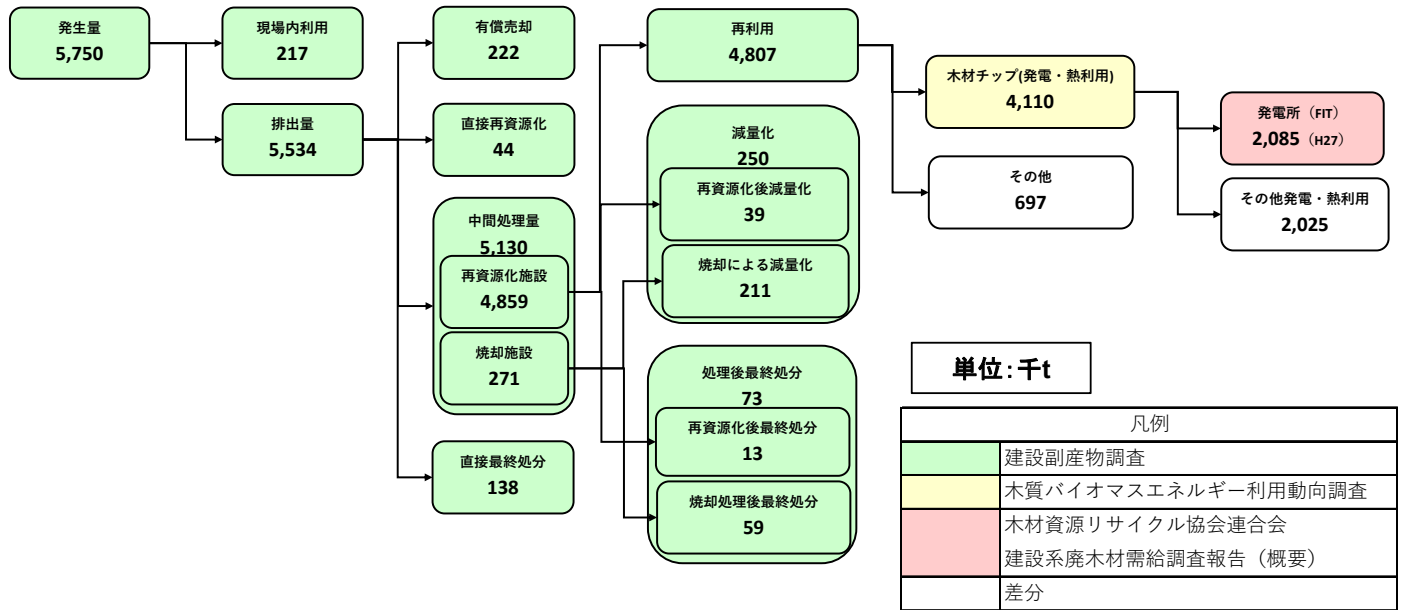 発生量
5,750
現場内利用
217
排出量
5,534
有償売却
222
直接再資源化
44
中間処理量
5,130
再資源化施設
4,859
焼却施設
271
直接最終処分
138
再利用
4,807
減量化
250
再資源化後減量化
39
焼却による減量化
211
処理後最終処分
73
再資源化後最終処分
13
焼却処理後最終処分
59
木材チップ(発電・熱利用)
4,110
その他
697
発電所（FIT）
2,085（H27）
その他発電・熱利用
2,025
単位：千t
凡例
建設副産物調査
木質バイオマスエネルギー利用動向調査
木材資源リサイクル協会連合会
建設系廃木材需給調査報告（概要）
差分